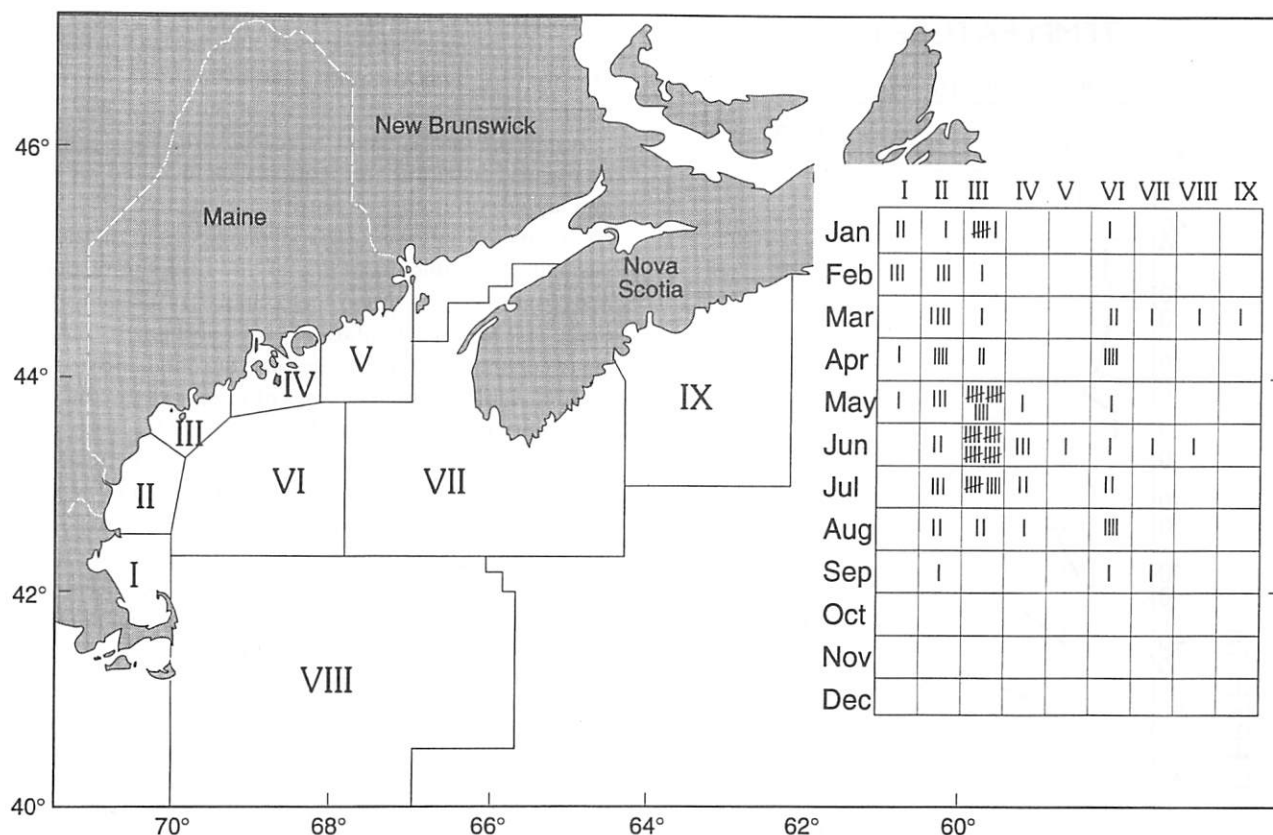 New Brunswick
46°
Maine
Nova
Scotia
V
44°
IV
IX
III
VI
VII
II
I
42°
VIII
40°
70°
68°
66°
64°
62°
60°
I II III IV V VI VII VIII IX
Jan
Feb
Mar
Apr
May
Jun
Jul
Aug
Sep
Oct
Nov
Dec